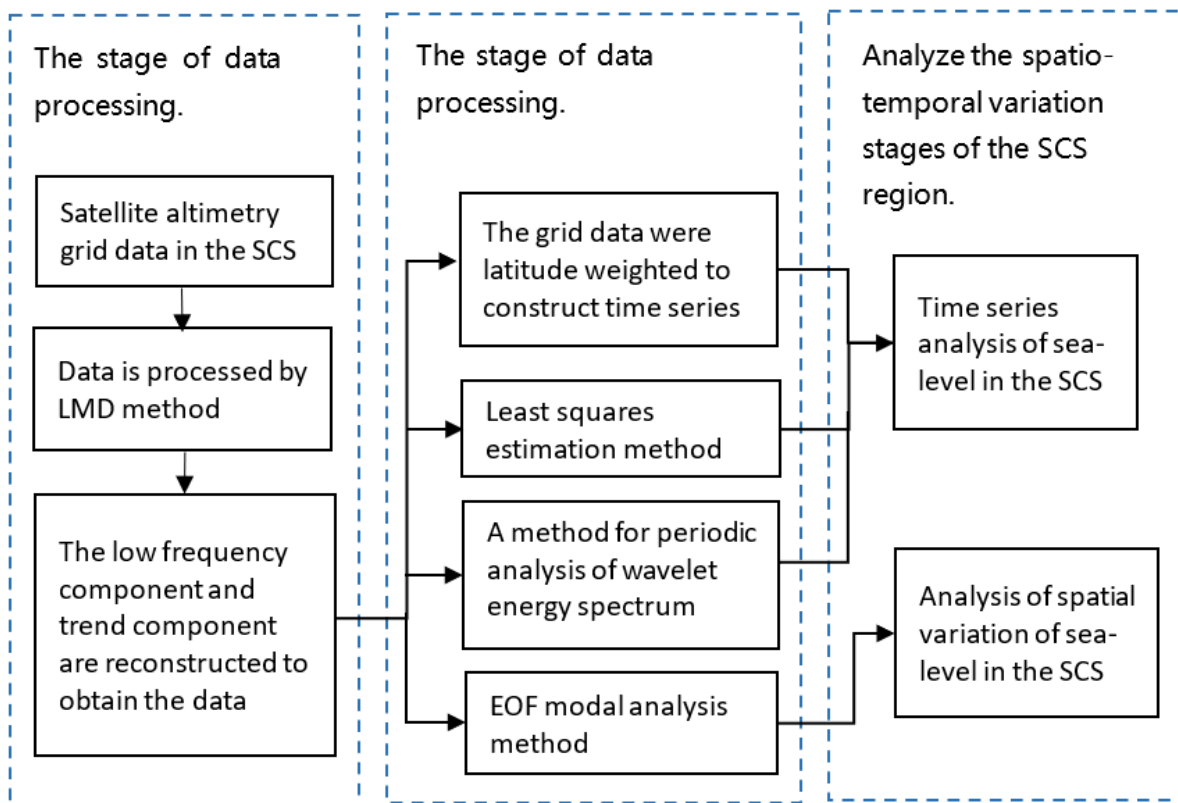 The stage of data
processing.
Satellite altimetry
grid data in the SCS
Data is processed by
LMD method
The low frequency
component and
trend component
are reconstructed to
obtain the data
The stage of data
processing.
The grid data were
latitude weighted to
construct time series
Least squares
estimation method
A method for periodic
analysis of wavelet
energy spectrum
EOF modal analysis
method
Analyze the spatio-
temporal variation
stages of the SCS
region.
Time series
analysis of sea-
level in the SCS
Analysis of spatial
variation of sea-
level in the SCS